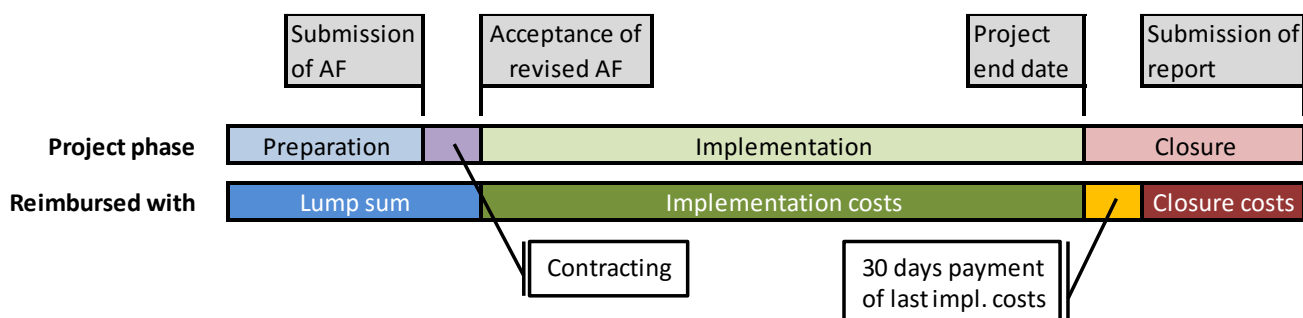 Submission
of AF
Acceptance of
revised AF
Project
end date
Submission of
report
Project phase
Preparation
Implementation
Closure
Reimbursed with
Lump sum
Implementation costs
Closure costs
Contracting
30 days payment
of last impl. costs